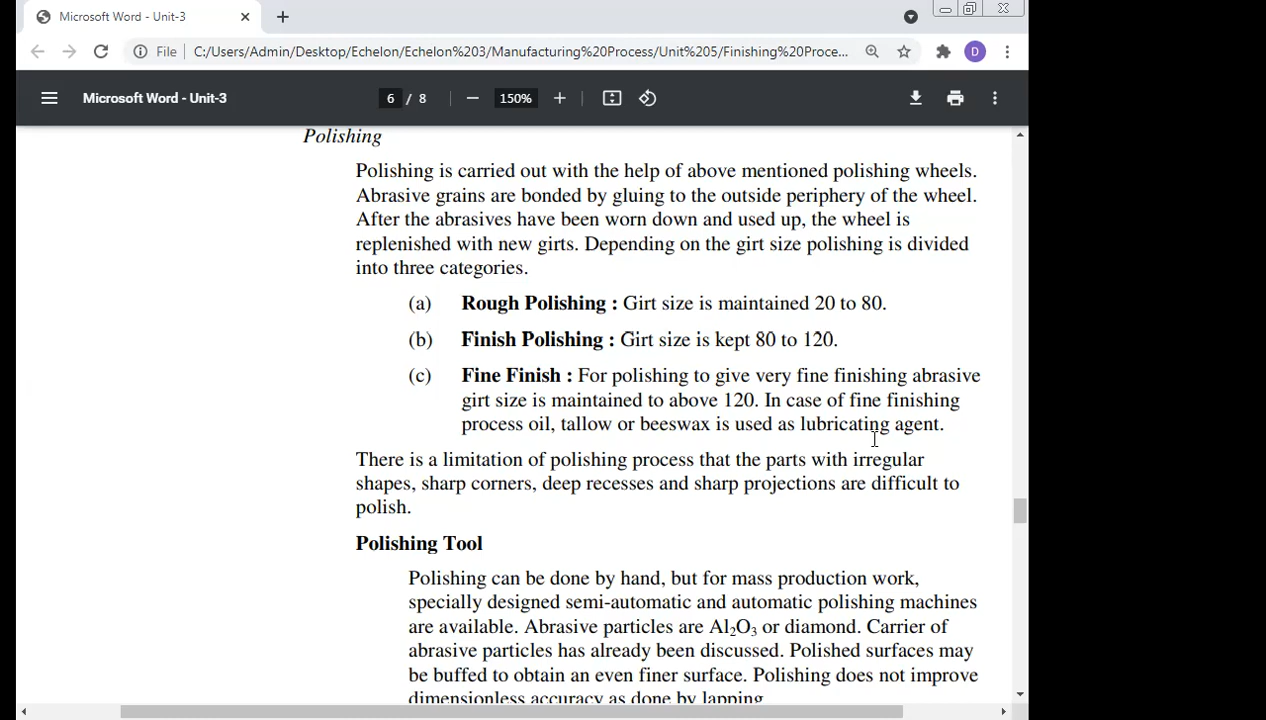 Microsoft Word - Unit-3
File C:/Users/Admin/Desktop/Echelon/Echelon%203/Manufacturing%20Process/Unit%205/Finishing%20Proce... D
Microsoft Word - Unit-3 6 / 8 150%
Polishing
Polishing is carried out with the help of above mentioned polishing wheels.
Abrasive grains are bonded by gluing to the outside periphery of the wheel.
After the abrasives have been worn down and used up, the wheel is
replenished with new girts. Depending on the girt size polishing is divided
into three categories.
(a) Rough Polishing : Girt size is maintained 20 to 80.
(b) Finish Polishing : Girt size is kept 80 to 120.
(c) Fine Finish : For polishing to give very fine finishing abrasive
girt size is maintained to above 120. In case of fine finishing
process oil, tallow or beeswax is used as lubricating agent.
There is a limitation of polishing process that the parts with irregular
shapes, sharp corners, deep recesses and sharp projections are difficult to
polish.
Polishing Tool
Polishing can be done by hand, but for mass production work,
specially designed semi-automatic and automatic polishing machines
are available. Abrasive particles are Al₂O₃ or diamond. Carrier of
abrasive particles has already been discussed. Polished surfaces may
be buffed to obtain an even finer surface. Polishing does not improve
dimensionless accuracy as done by lapping